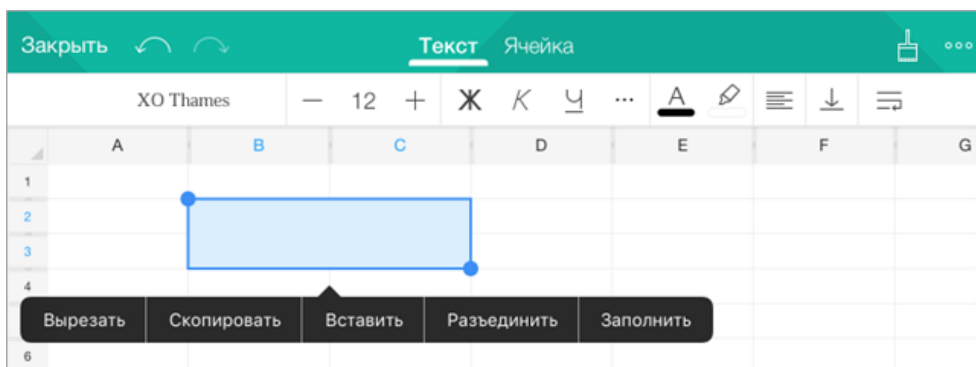 Закрыть Текст Ячейка
XO Thames — 12 + Ж К Ч ... A
A B C D E F G
1
2
3
4
Вырезать Скопировать Вставить Разъединить Заполнить
6